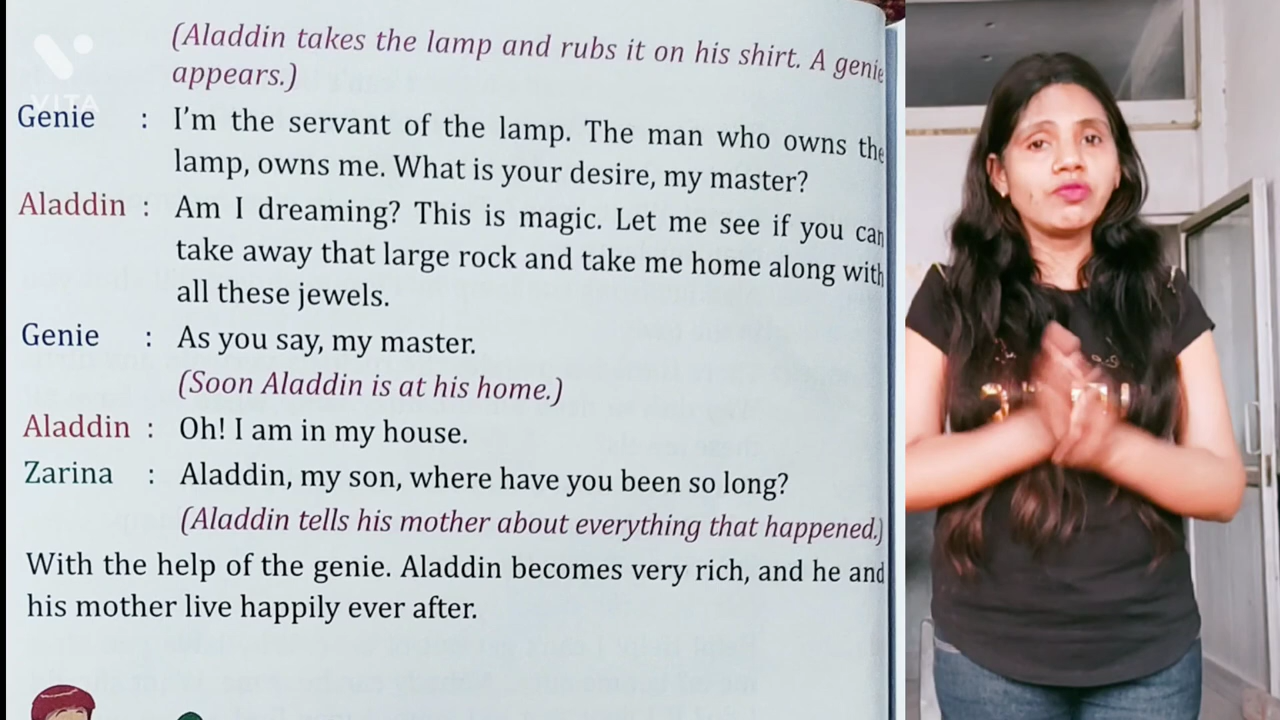 (Aladdin takes the lamp and rubs it on his shirt. A genie
appears.)
VITA
Genie : I'm the servant of the lamp. The man who owns the
lamp, owns me. What is your desire, my master?
Aladdin : Am I dreaming? This is magic. Let me see if you can
take away that large rock and take me home along with
all these jewels.
Genie : As you say, my master.
(Soon Aladdin is at his home.)
Aladdin : Oh! I am in my house.
Zarina : Aladdin, my son, where have you been so long?
(Aladdin tells his mother about everything that happened.)
With the help of the genie. Aladdin becomes very rich, and he and
his mother live happily ever after.